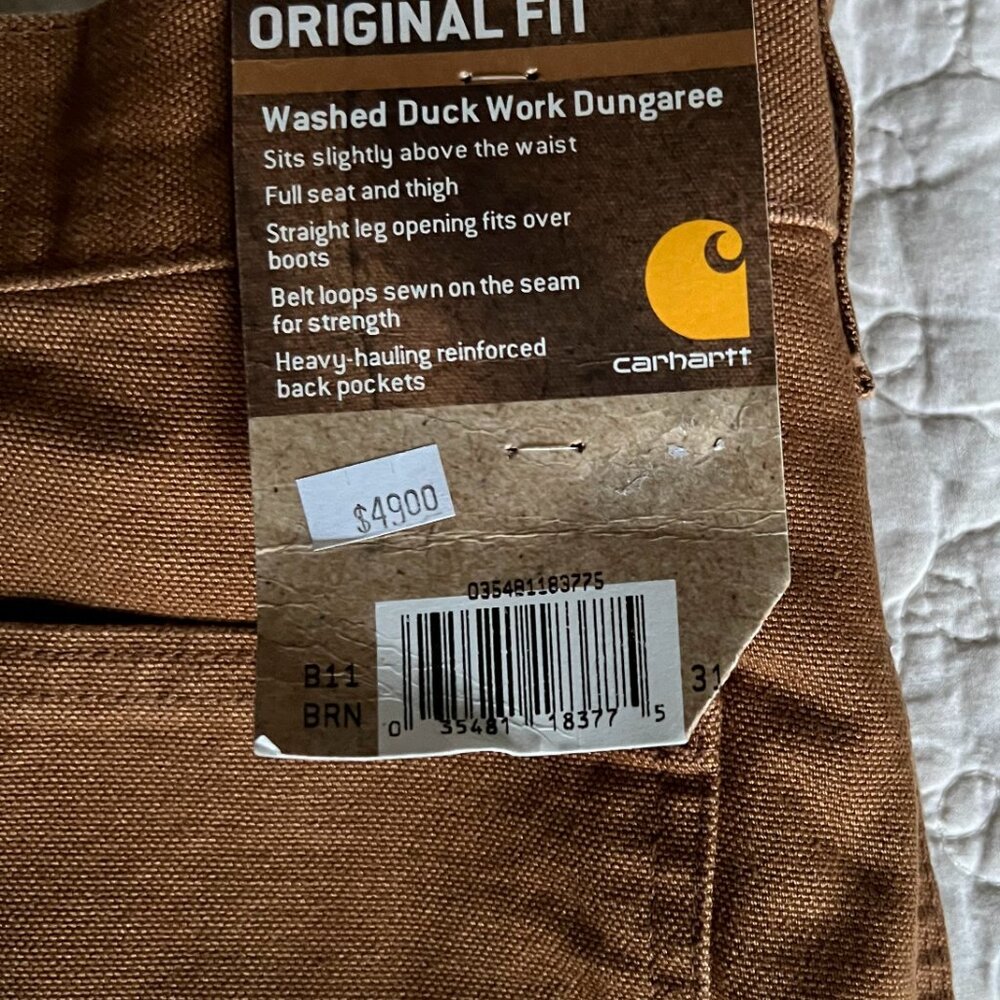 ORIGINAL FIT
Washed Duck Work Dungaree
Sits slightly above the waist
Full seat and thigh
Straight leg opening fits over
boots
Belt loops sewn on the seam
for strength
Heavy-hauling reinforced
back pockets
carhartt
$4900
035481183775
B11
BRN
31
0 35481 18377 5